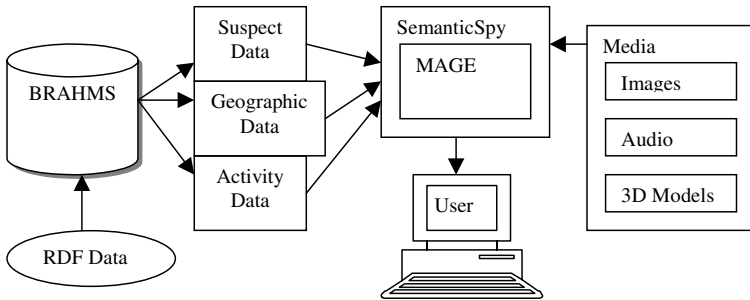 BRAHMS
RDF Data
Suspect
Data
Geographic
Data
Activity
Data
SemanticSpy
MAGE
User
Media
Images
Audio
3D Models